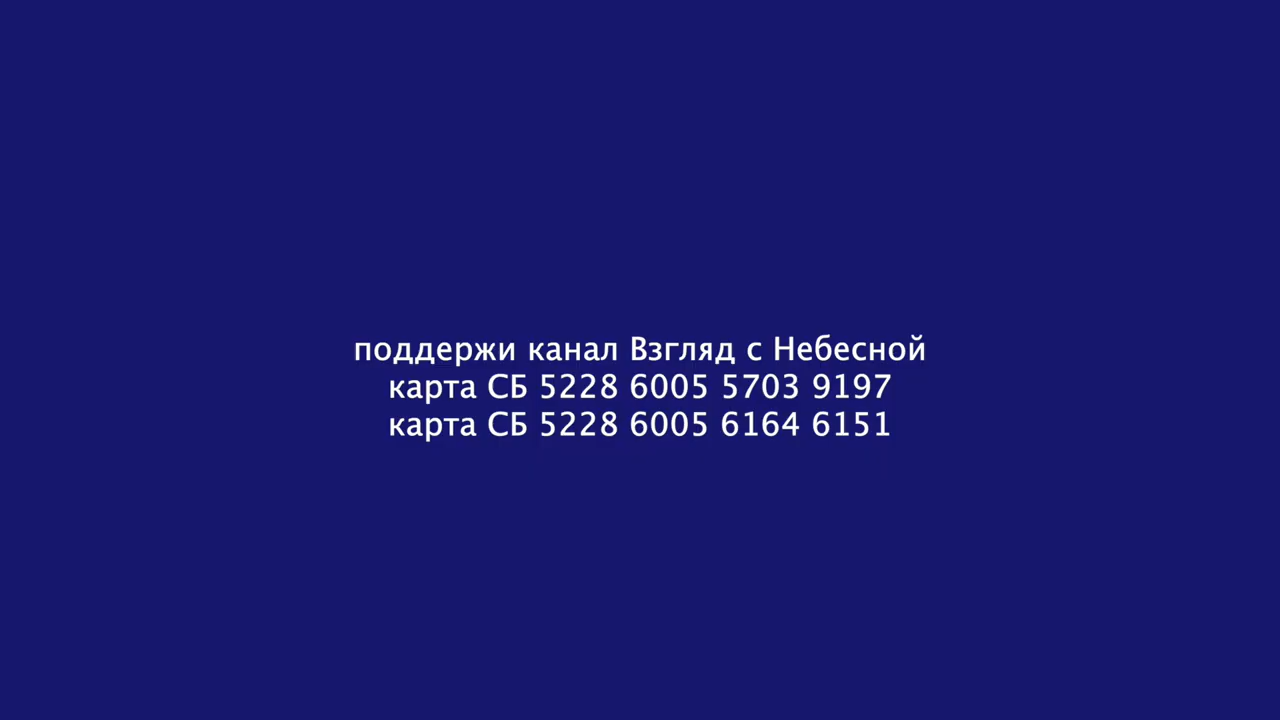 поддержи канал Взгляд с Небесной
карта СБ 5228 6005 5703 9197
карта СБ 5228 6005 6164 6151